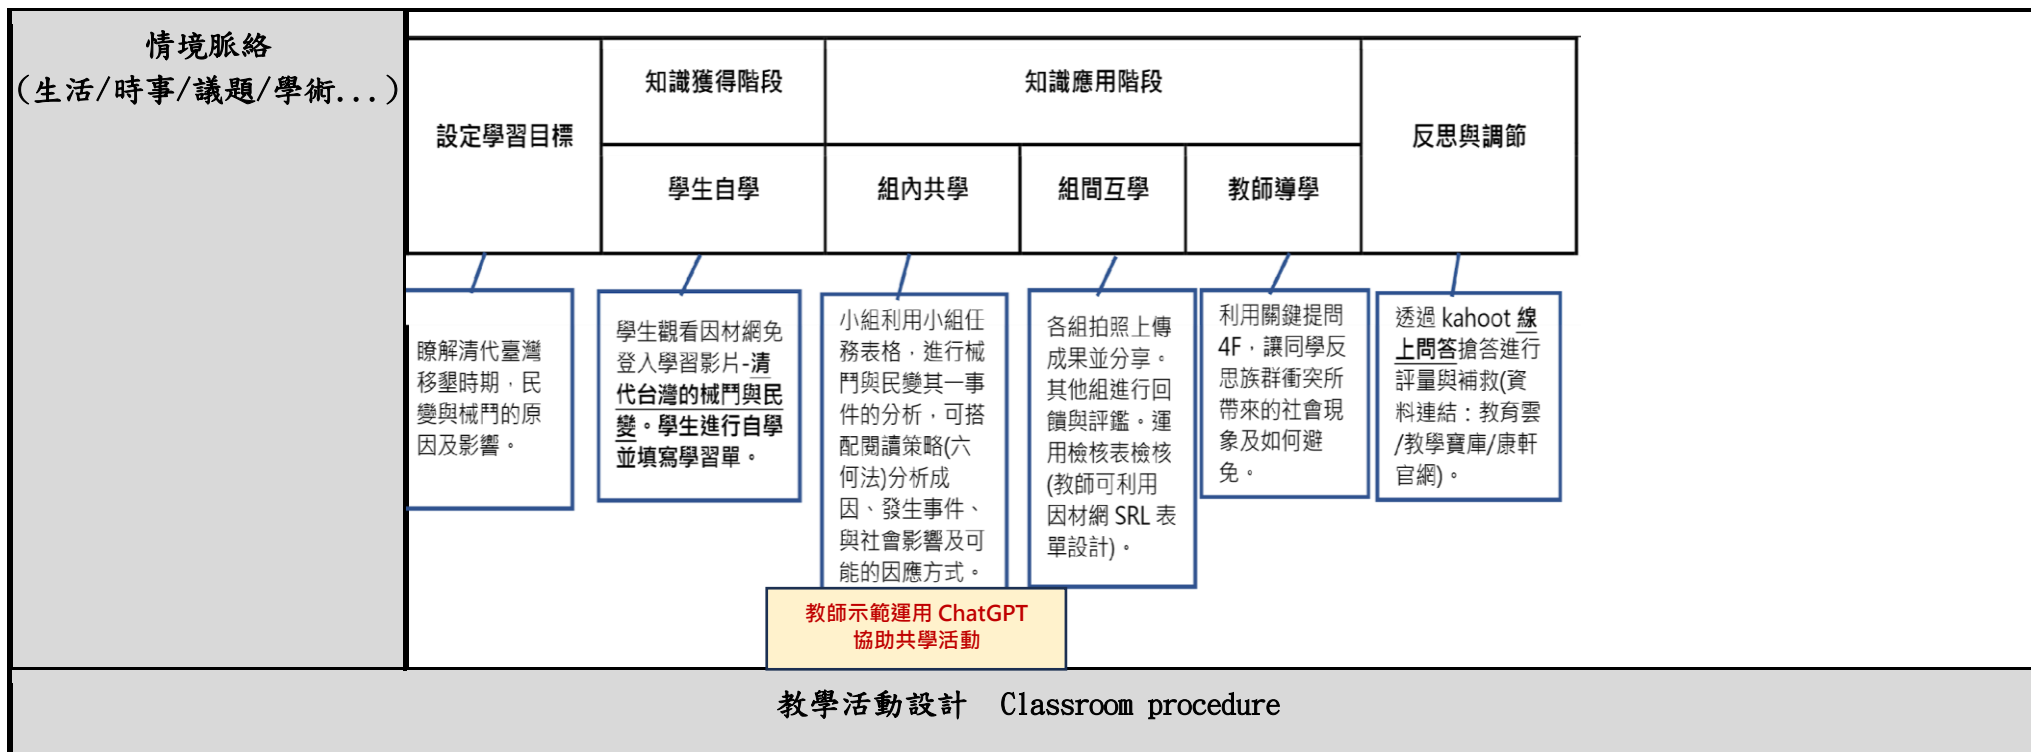 情境脈絡
(生活/時事/議題/學術...)
設定學習目標
知識獲得階段
知識應用階段
反思與調節
學生自學
組內共學
組間互學
教師導學
瞭解清代臺灣
移墾時期，民
變與械鬥的原
因及影響。
學生觀看因材網免
登入學習影片-清
代台灣的械鬥與民
變。學生進行自學
並填寫學習單。
小組利用小組任
務表格，進行械
鬥與民變其一事
件的分析，可搭
配閱讀策略(六
何法)分析成
因、發生事件、
與社會影響及可
能的因應方式。
各組拍照上傳
成果並分享。
其他組進行回
饋與評鑑。運
用檢核表檢核
(教師可利用
因材網 SRL 表
單設計)。
利用關鍵提問
4F，讓同學反
思族群衝突所
帶來的社會現
象及如何避
免。
透過 kahoot 線
上問答搶答進行
評量與補救(資
料連結：教育雲
/教學寶庫/康軒
官網)。
教師示範運用 ChatGPT
協助共學活動
教學活動設計 Classroom procedure